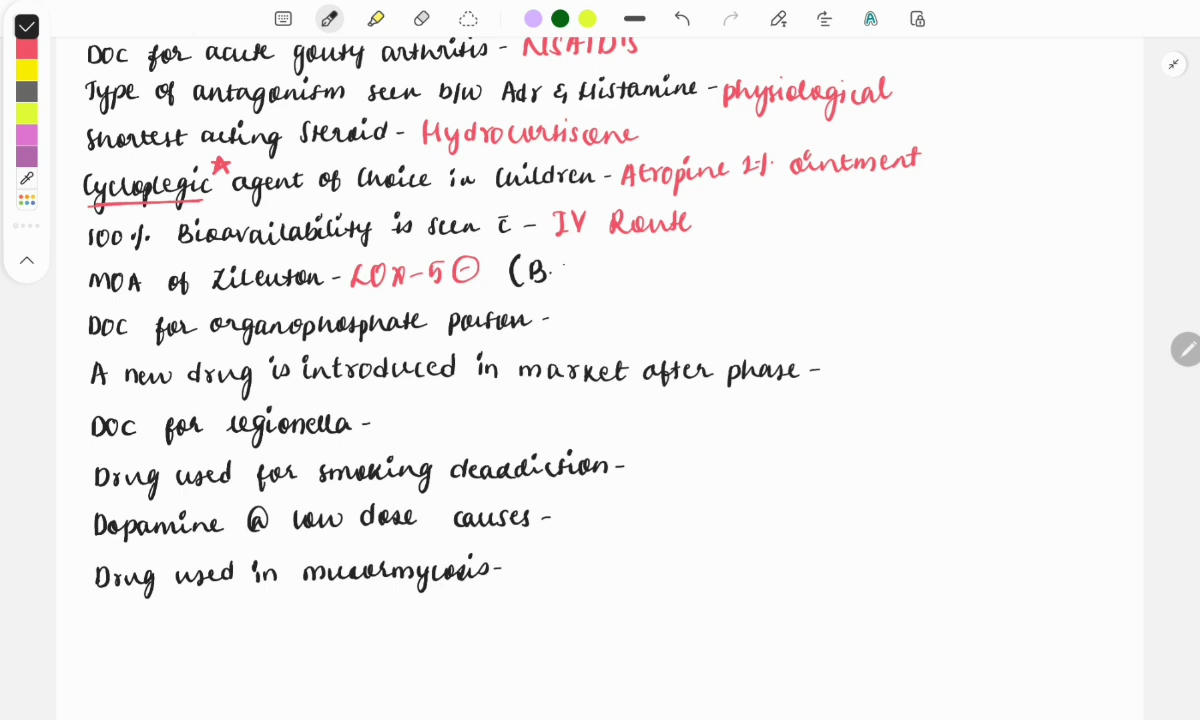 DOC for acute gouty arthritis - NSAIDS
Type of antagonism seen b/w Adr & Histamine - physiological
Shortest acting Steroid - Hydrocortisone
Cycloplegic agent of Choice in Children - Atropine 1% ointment
100% Bioavailability is seen c̄ - IV Route
MOA of Zileuton - LOX-5 ⊖ (B.
DOC for organophosphate poison -
A new drug is introduced in market after phase -
DOC for legionella -
Drug used for smoking deaddiction -
Dopamine @ low dose causes -
Drug used in mucormycosis -